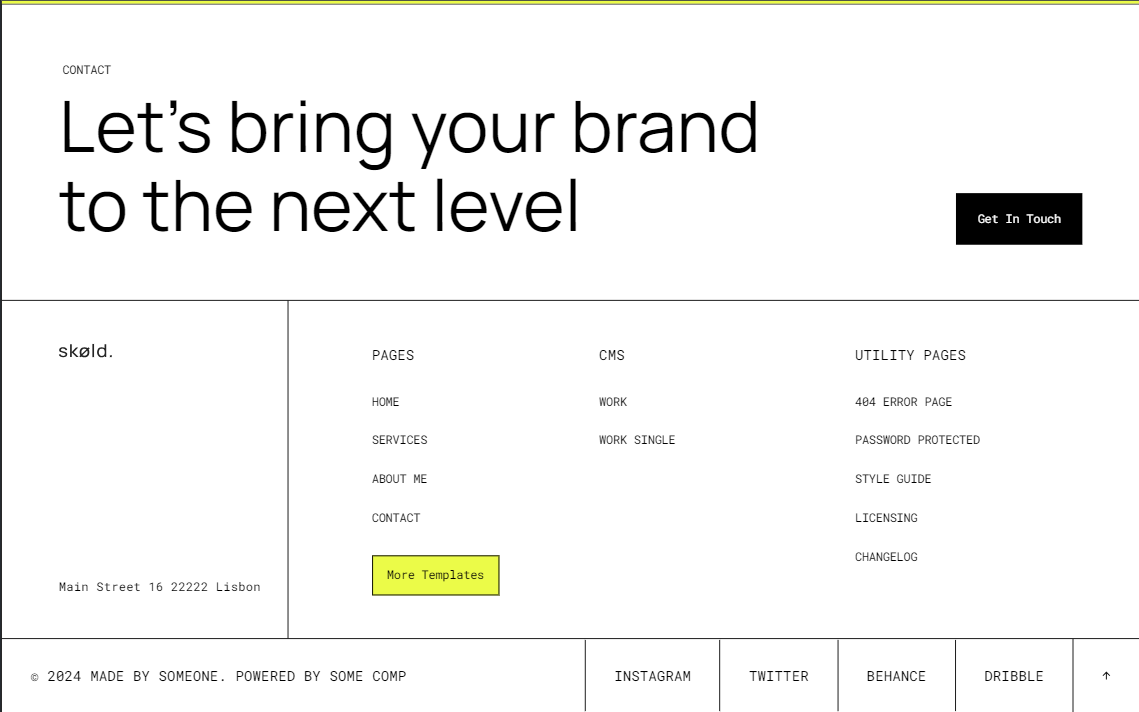 CONTACT
Let’s bring your brand
to the next level
Get In Touch
skøld.
Main Street 16 22222 Lisbon
PAGES
HOME
SERVICES
ABOUT ME
CONTACT
More Templates
CMS
WORK
WORK SINGLE
UTILITY PAGES
404 ERROR PAGE
PASSWORD PROTECTED
STYLE GUIDE
LICENSING
CHANGELOG
© 2024 MADE BY SOMEONE. POWERED BY SOME COMP
INSTAGRAM
TWITTER
BEHANCE
DRIBBLE
↑